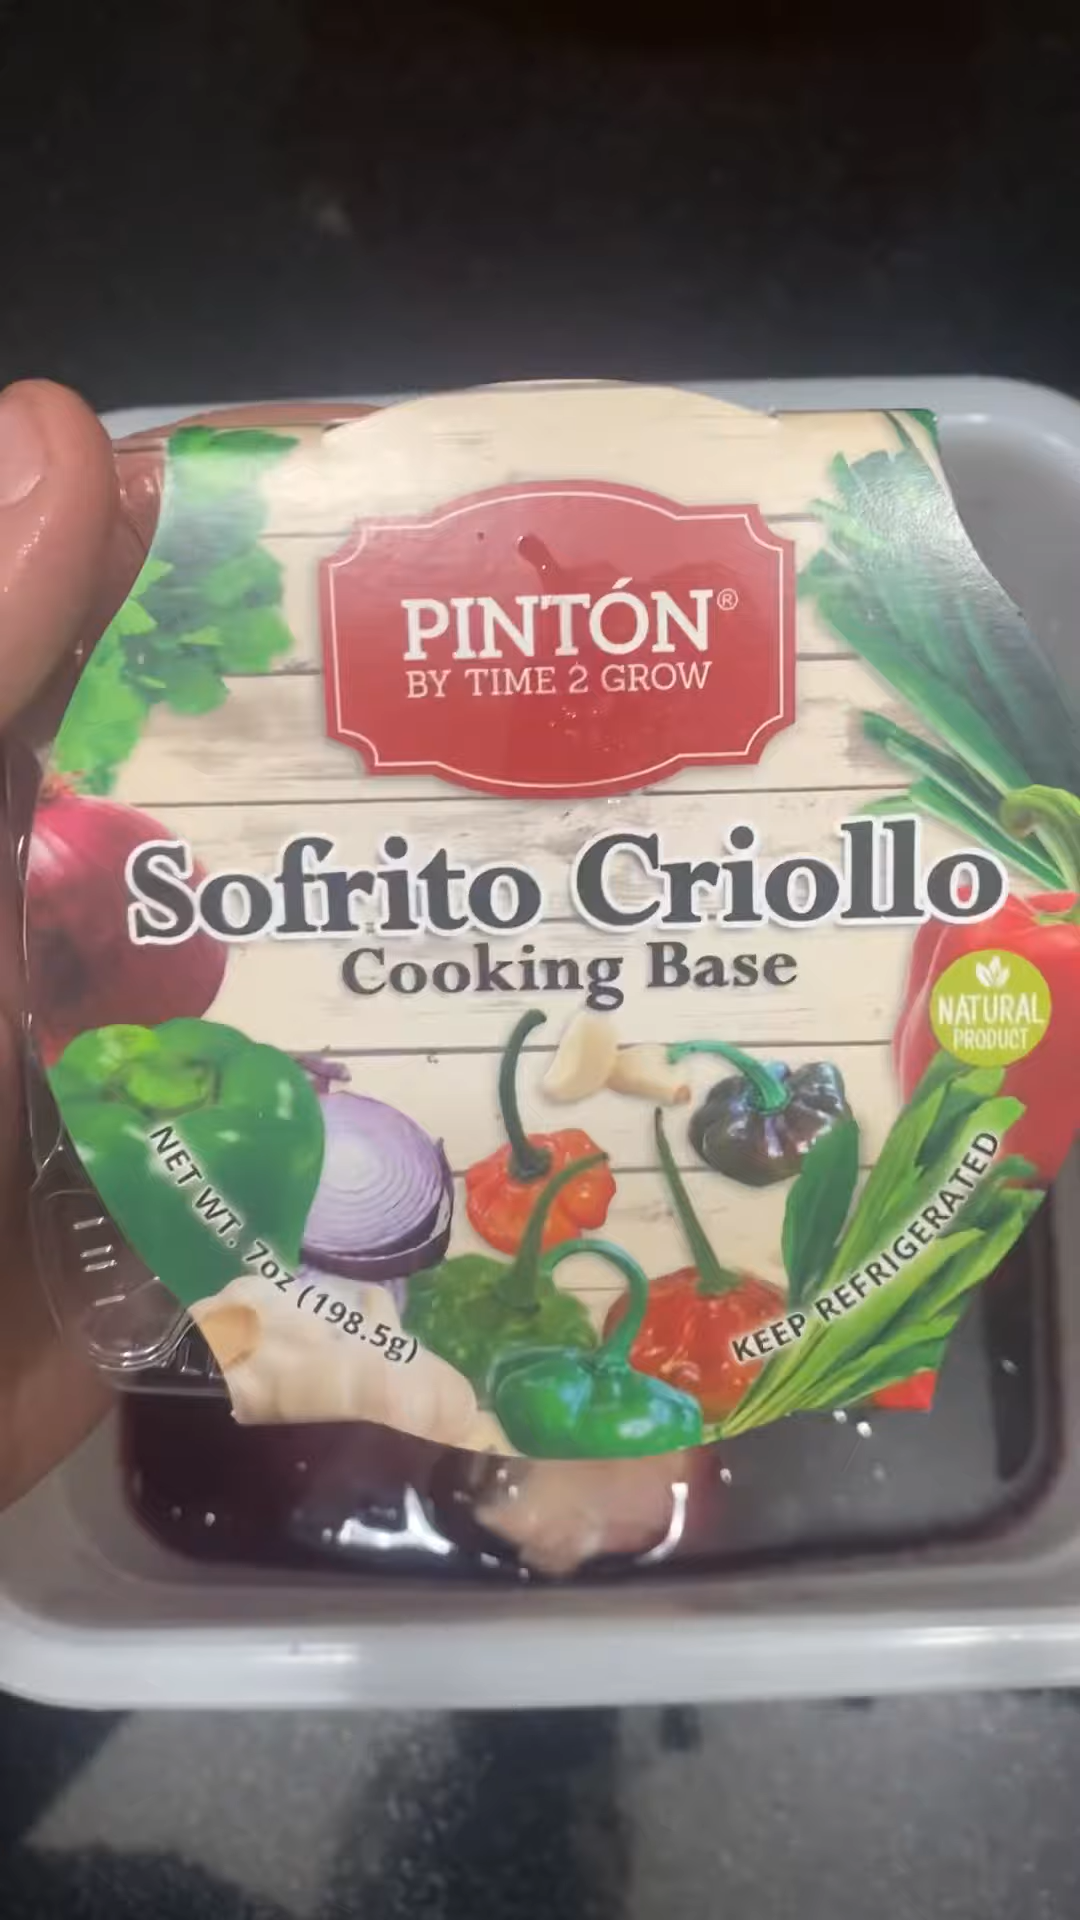 PINTÓN®
BY TIME 2 GROW
Sofrito Criollo
Cooking Base
NATURAL
PRODUCT
NET WT. 7oz (198.5g)
KEEP REFRIGERATED